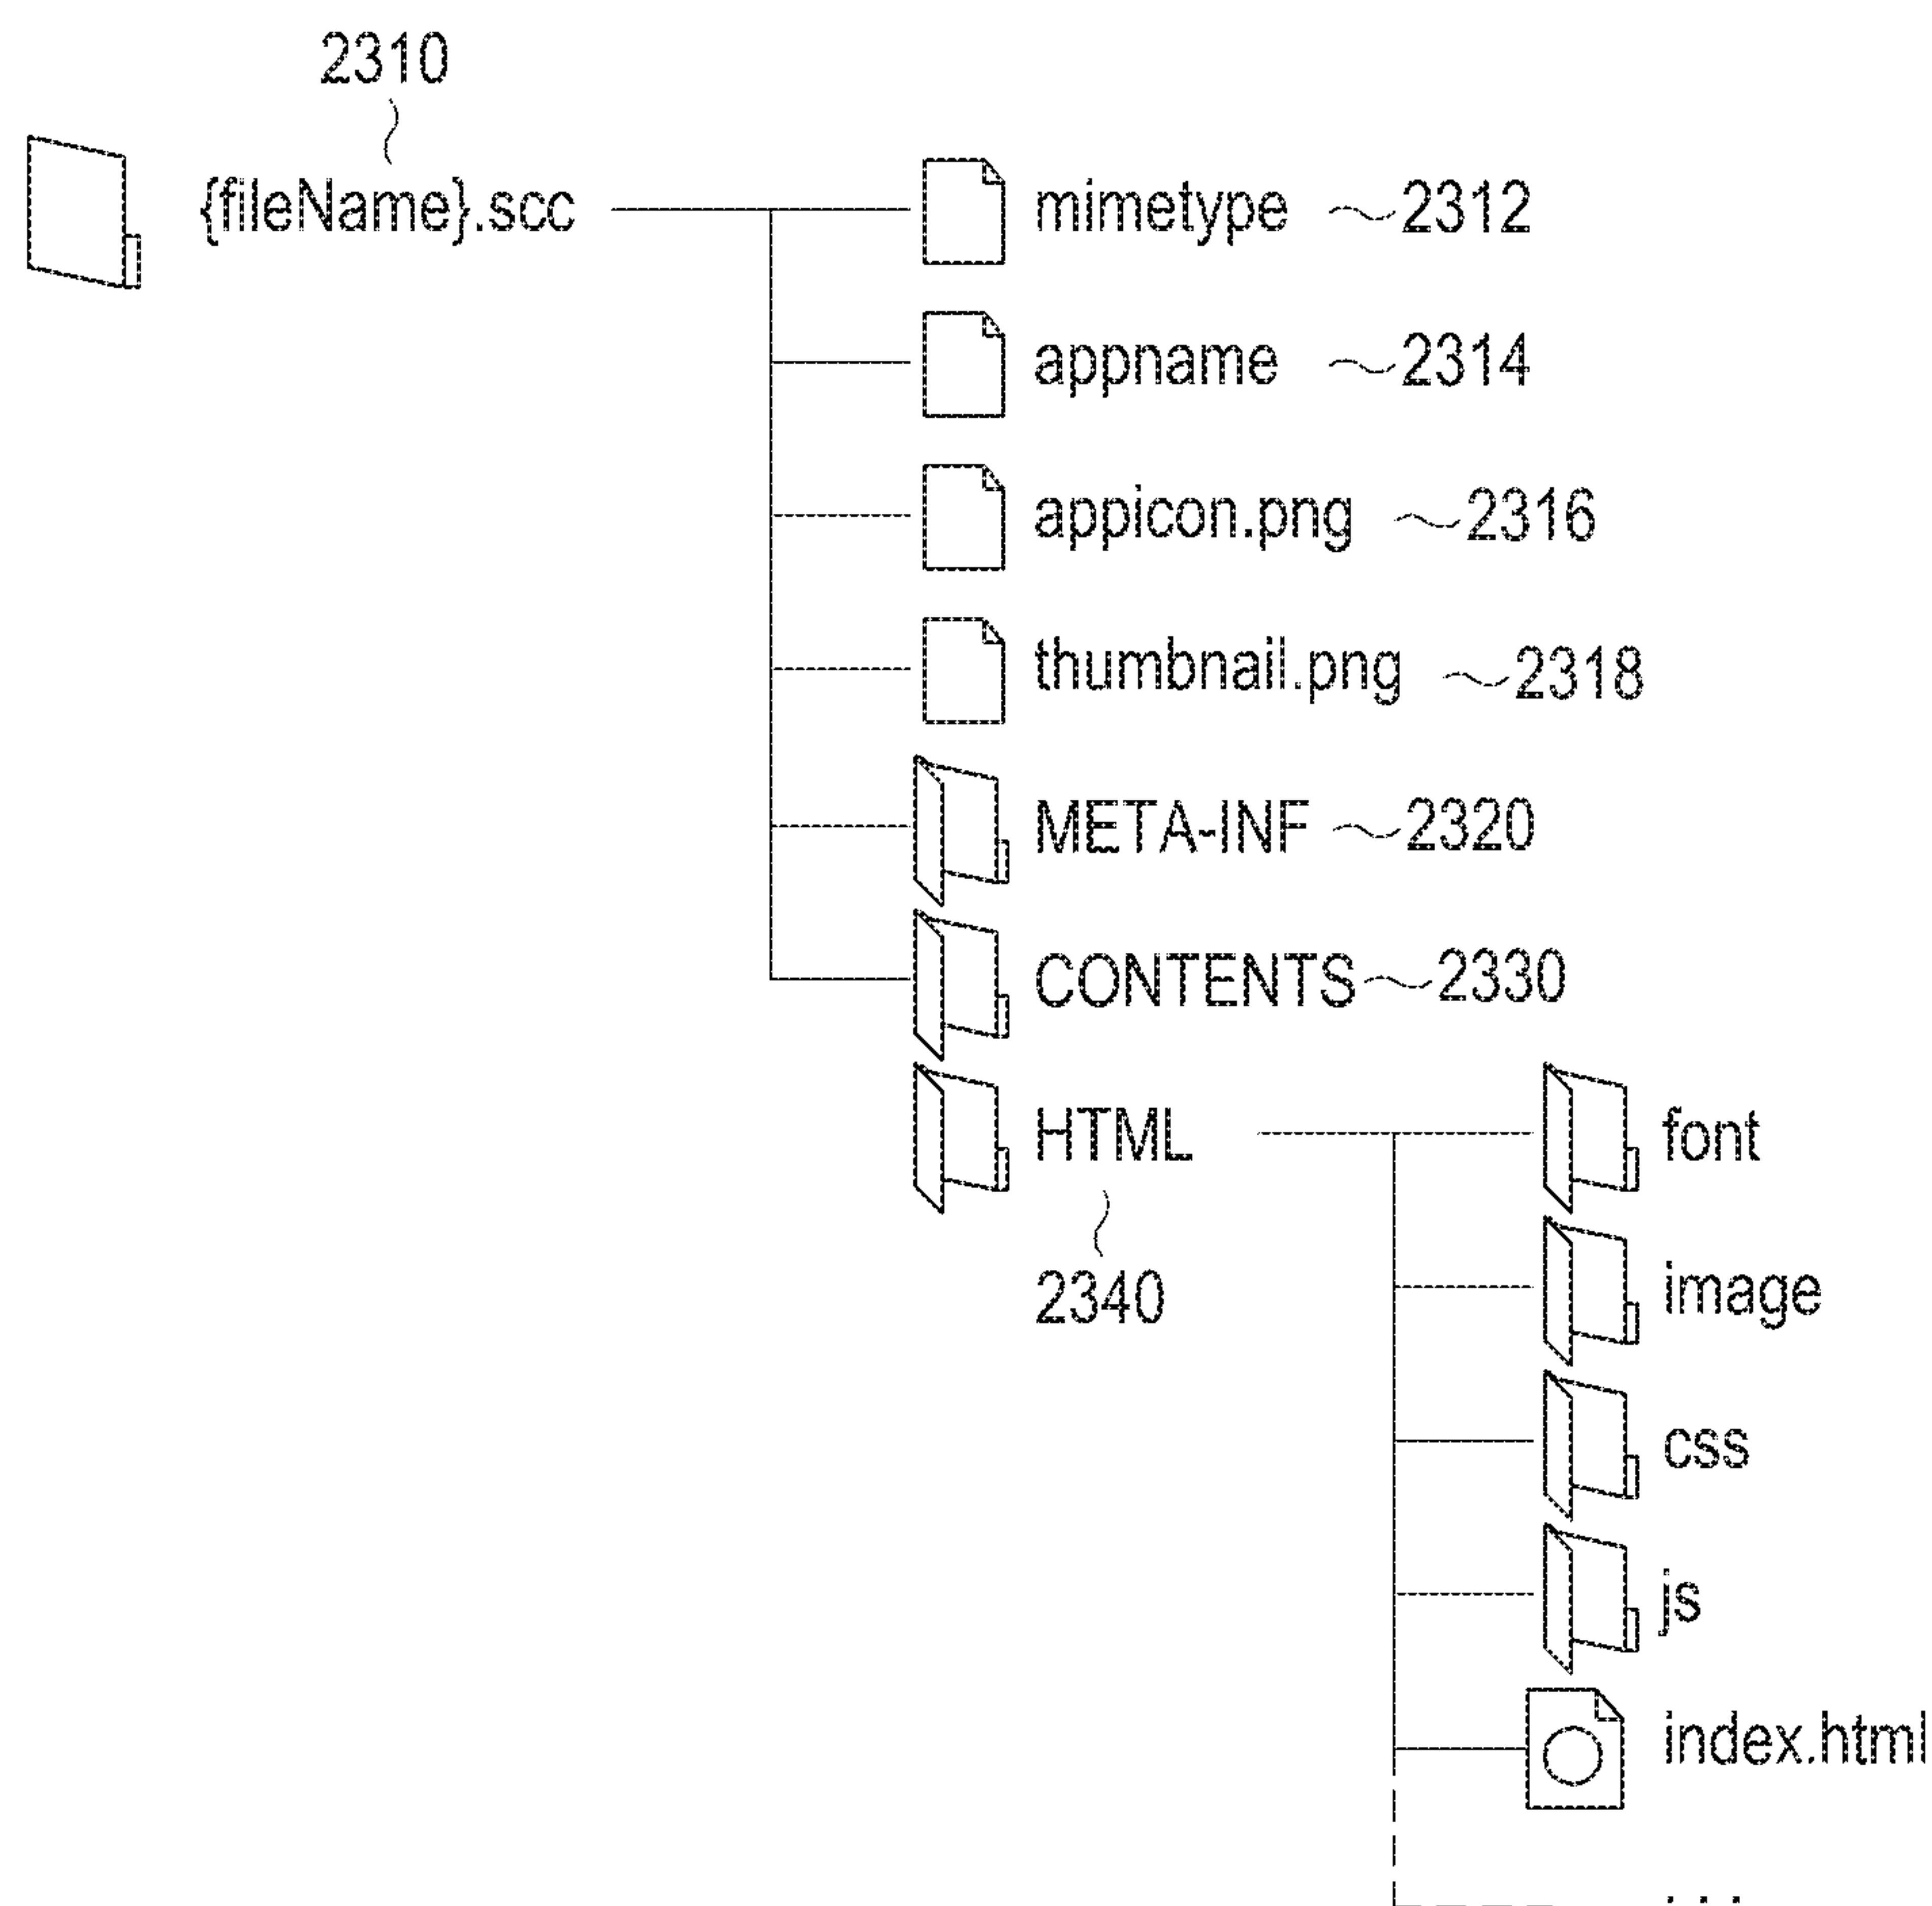 2310
{fileName}.scc
mimetype 2312
appname 2314
appicon.png 2316
thumbnail.png 2318
META-INF 2320
CONTENTS 2330
HTML font
2340 image
css
js
index.html
...